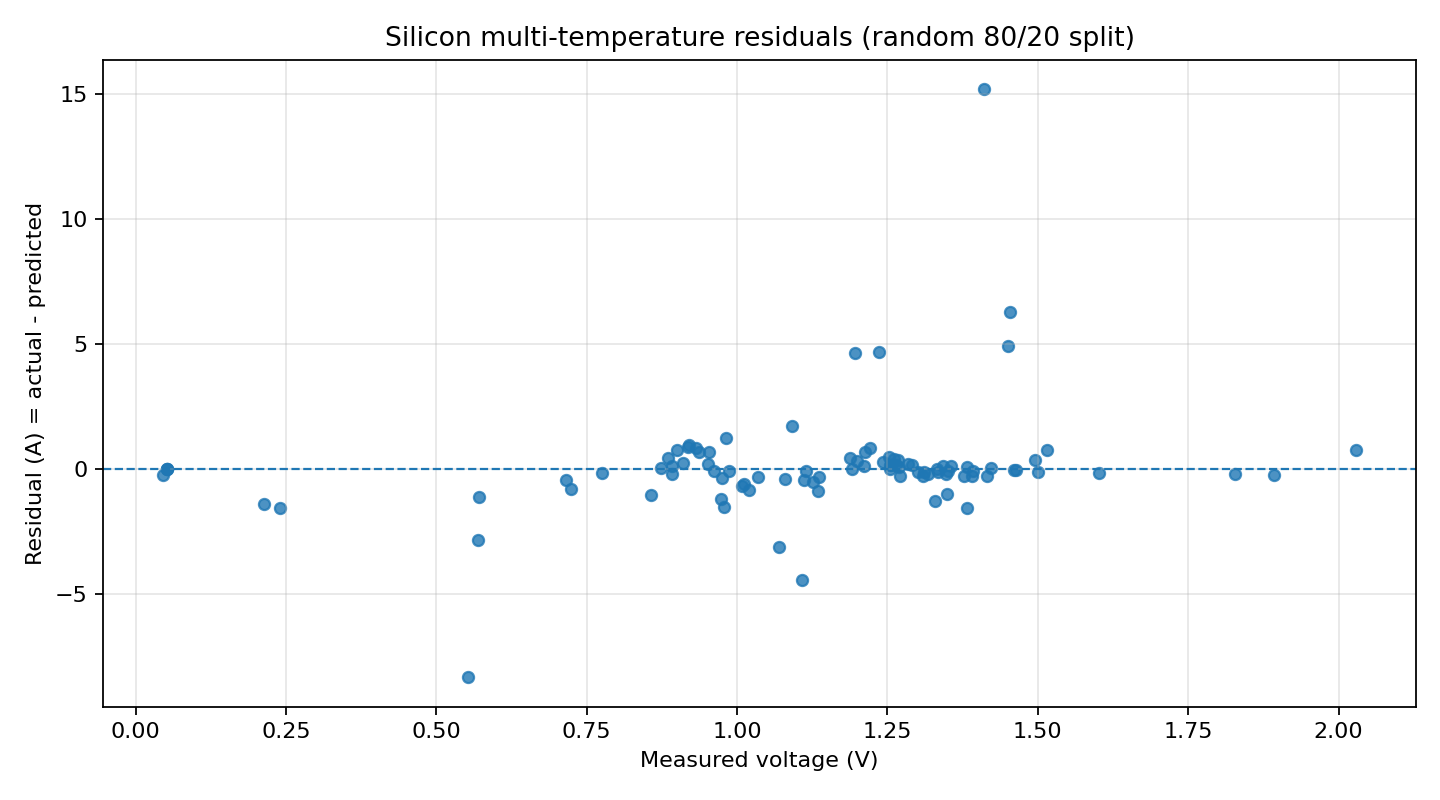 Silicon multi-temperature residuals (random 80/20 split)
Residual (A) = actual - predicted
15
10
5
0
−5
0.00 0.25 0.50 0.75 1.00 1.25 1.50 1.75 2.00
Measured voltage (V)